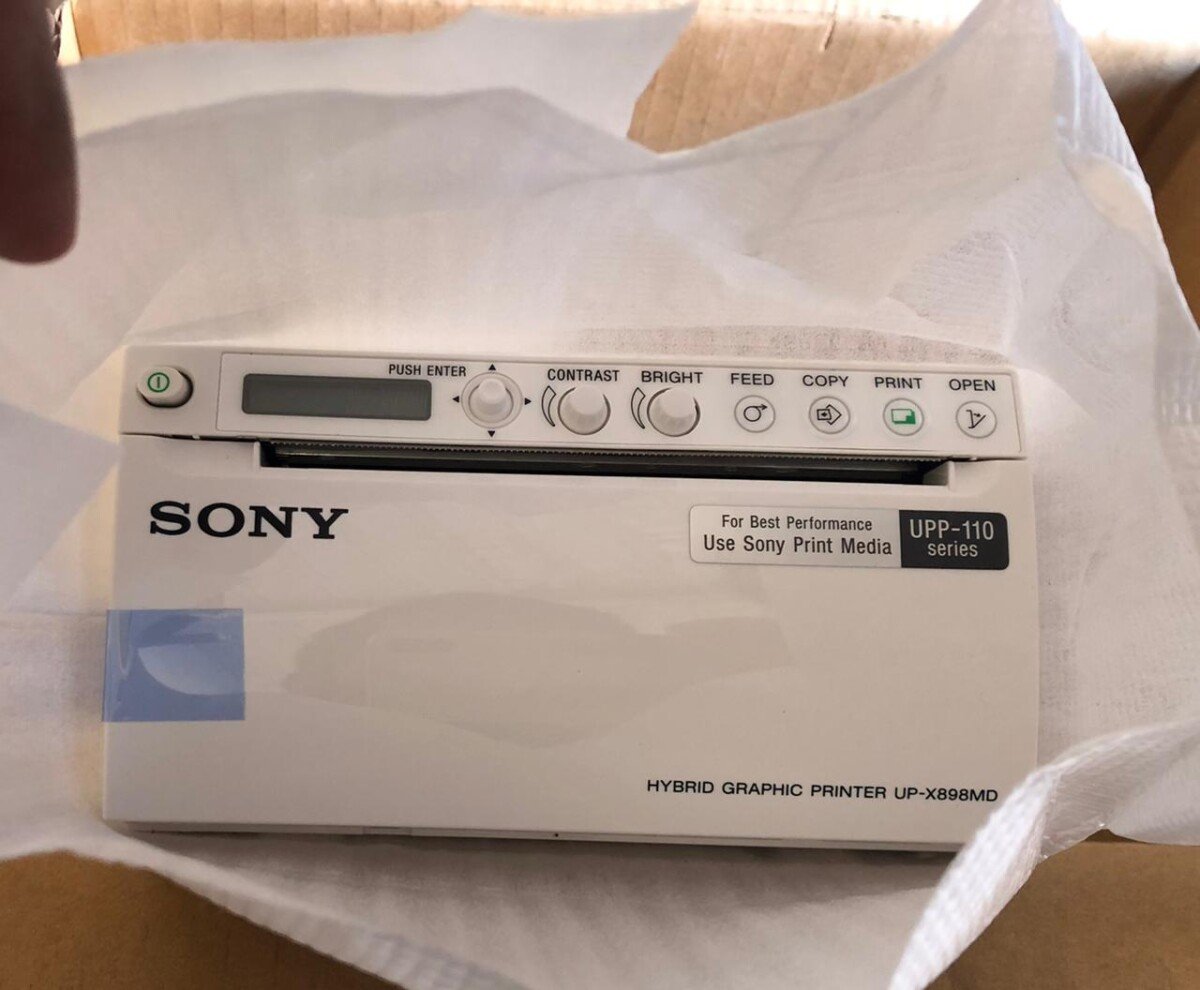 PUSH ENTER
CONTRAST
BRIGHT
FEED
COPY
PRINT
OPEN
SONY
For Best Performance
Use Sony Print Media
UPP-110
series
HYBRID GRAPHIC PRINTER UP-X898MD